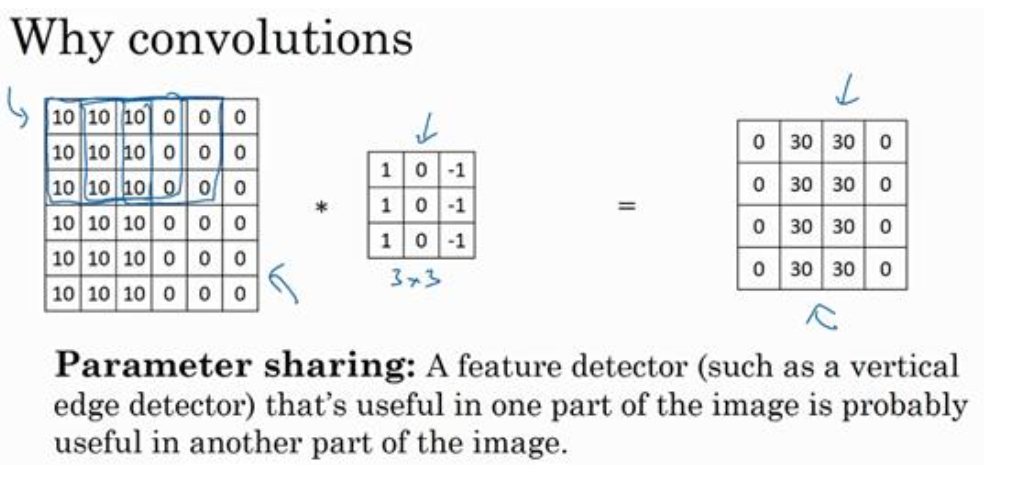 Why convolutions
10 10 10 0 0 0
10 10 10 0 0 0
10 10 10 0 0 0
10 10 10 0 0 0
10 10 10 0 0 0
10 10 10 0 0 0
*
1 0 -1
1 0 -1
1 0 -1
3×3
=
0 30 30 0
0 30 30 0
0 30 30 0
0 30 30 0
Parameter sharing: A feature detector (such as a vertical
edge detector) that’s useful in one part of the image is probably
useful in another part of the image.